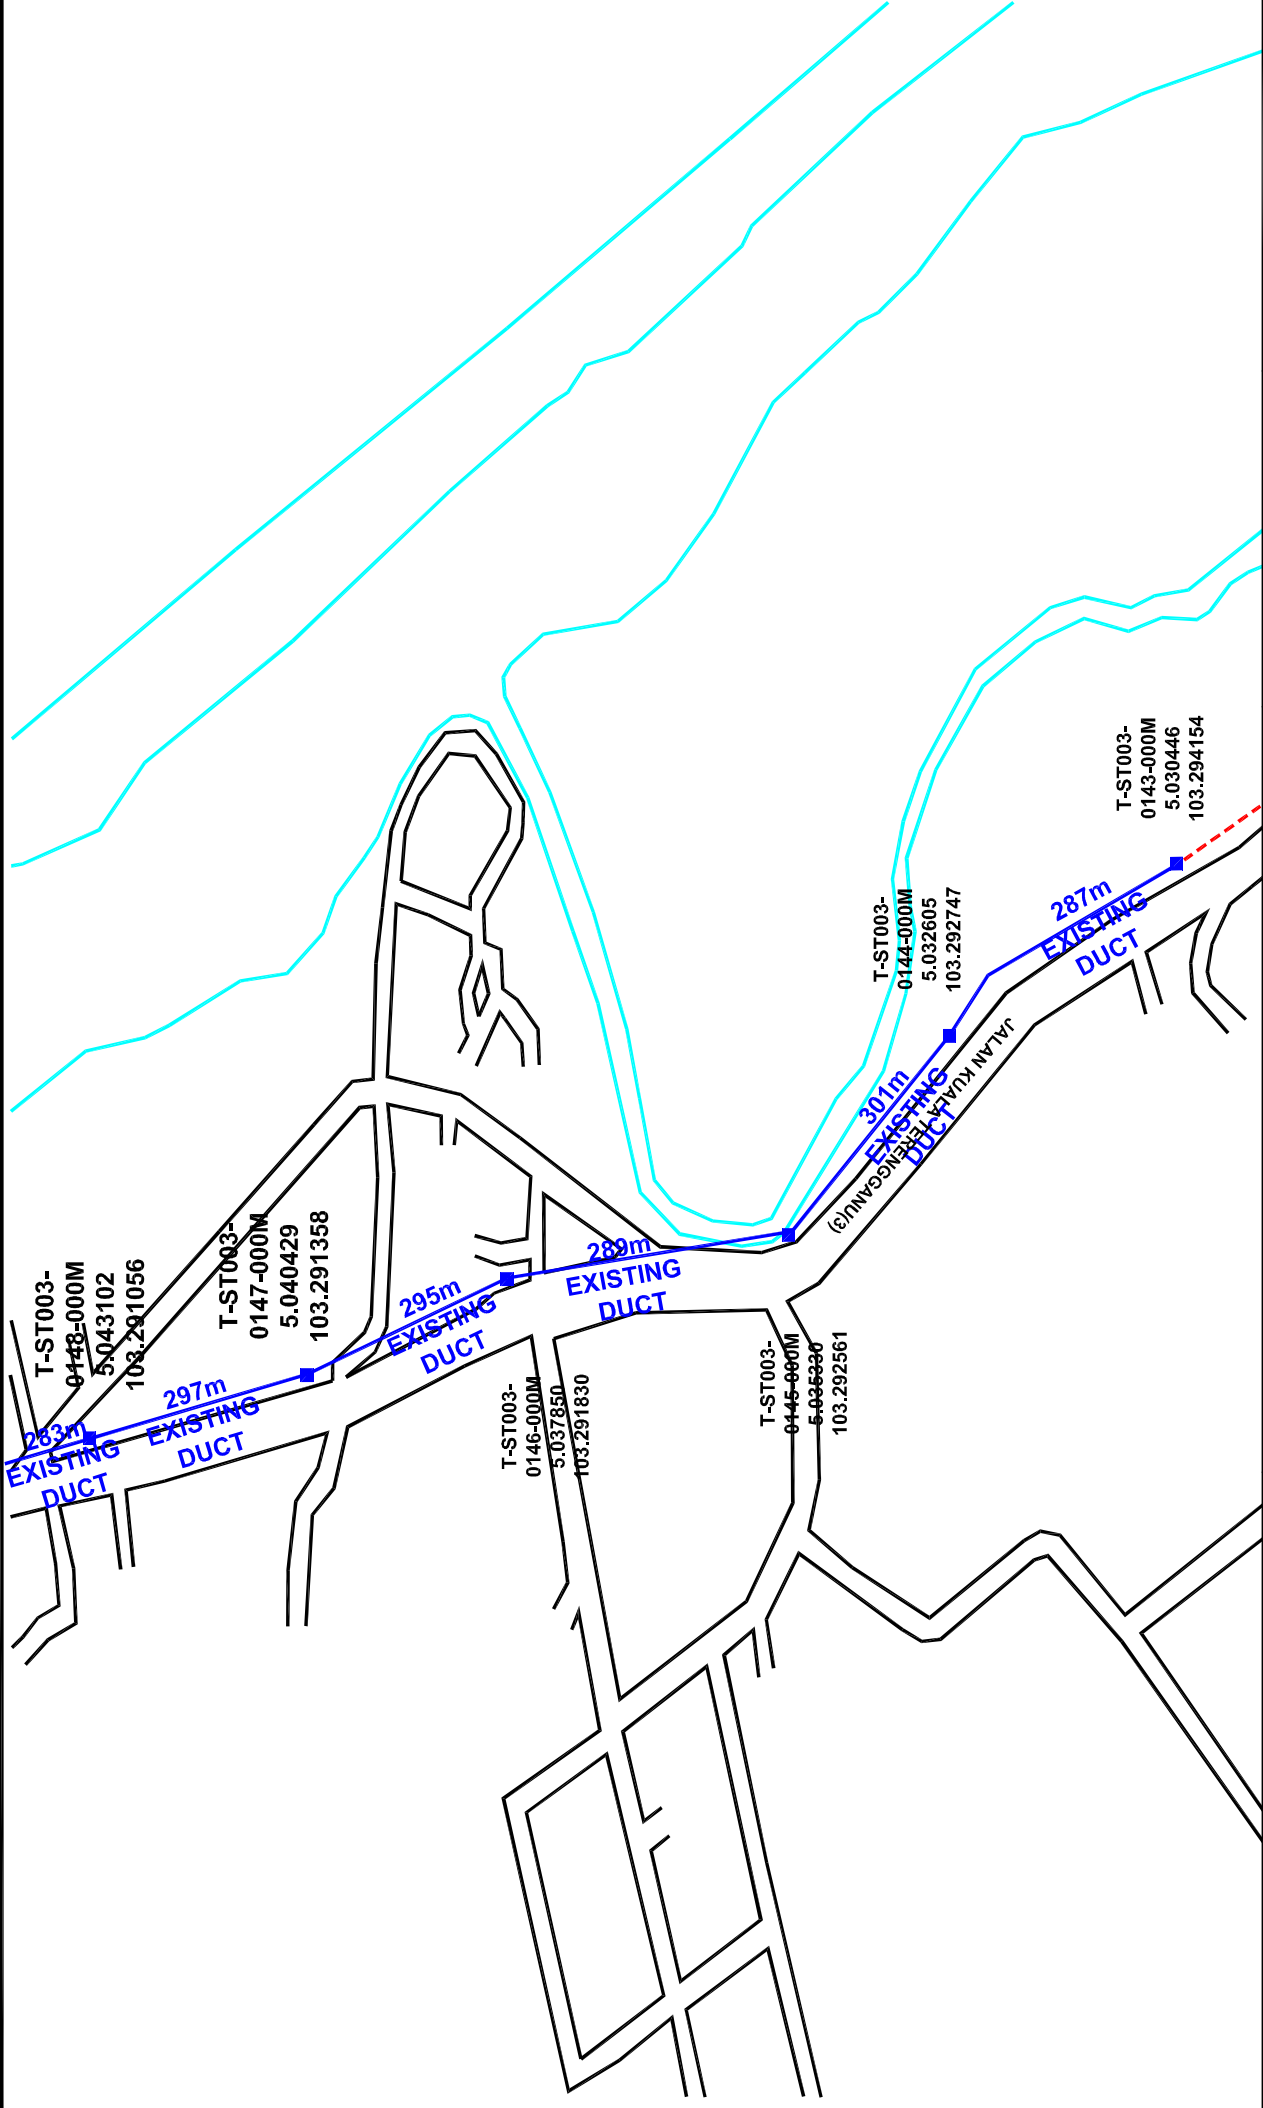 T-ST003-
0148-000M
5.043102
103.291056
T-ST003-
0147-000M
5.040429
103.291358
T-ST003-
0146-000M
5.037850
103.291830
T-ST003-
0145-000M
5.035330
103.292561
T-ST003-
0144-000M
5.032605
103.292747
T-ST003-
0143-000M
5.030446
103.294154
283m
EXISTING
DUCT
297m
EXISTING
DUCT
295m
EXISTING
DUCT
289m
EXISTING
DUCT
301m
EXISTING
DUCT
287m
EXISTING
DUCT
JALAN KUALA TERENGGANU(3)